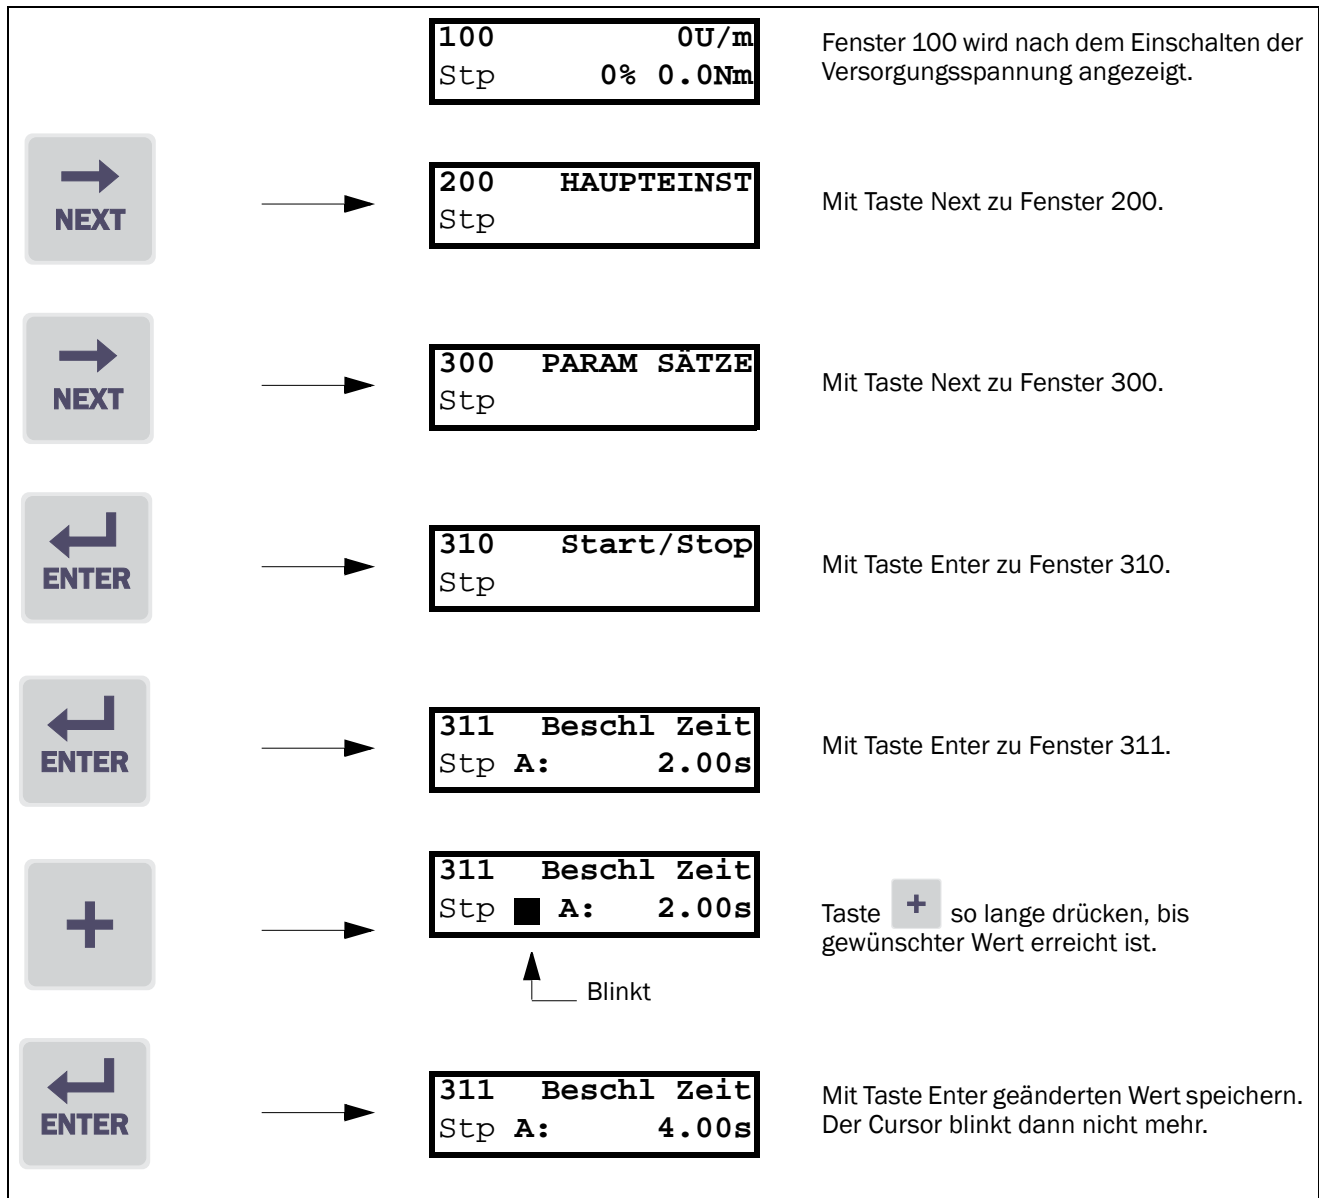 100 0U/m
Stp 0% 0.0Nm
Fenster 100 wird nach dem Einschalten der
Versorgungsspannung angezeigt.
NEXT
200 HAUPTEINST
Stp
Mit Taste Next zu Fenster 200.
NEXT
300 PARAM SÄTZE
Stp
Mit Taste Next zu Fenster 300.
ENTER
310 Start/Stop
Stp
Mit Taste Enter zu Fenster 310.
ENTER
311 Beschl Zeit
Stp A: 2.00s
Mit Taste Enter zu Fenster 311.
+
311 Beschl Zeit
Stp A: 2.00s
Blinkt
Taste + so lange drücken, bis
gewünschter Wert erreicht ist.
ENTER
311 Beschl Zeit
Stp A: 4.00s
Mit Taste Enter geänderten Wert speichern.
Der Cursor blinkt dann nicht mehr.